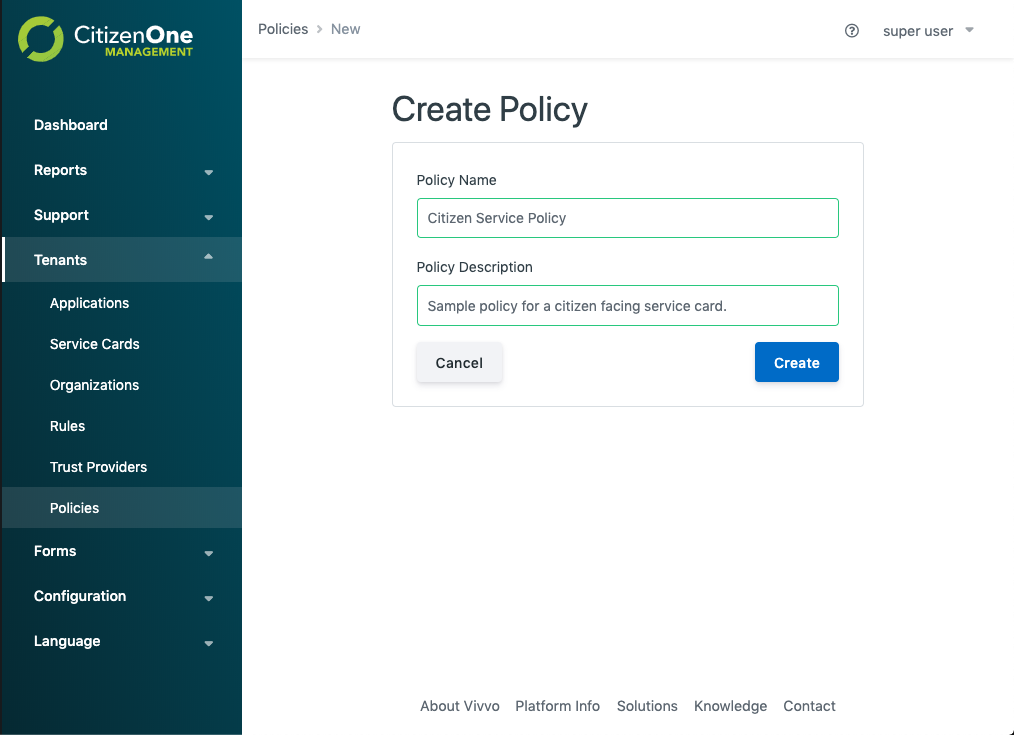 CitizenOne
MANAGEMENT
Policies > New
super user
Dashboard
Reports
Support
Tenants
Applications
Service Cards
Organizations
Rules
Trust Providers
Policies
Forms
Configuration
Language
Create Policy
Policy Name
Citizen Service Policy
Policy Description
Sample policy for a citizen facing service card.
Cancel Create
About Vivvo Platform Info Solutions Knowledge Contact